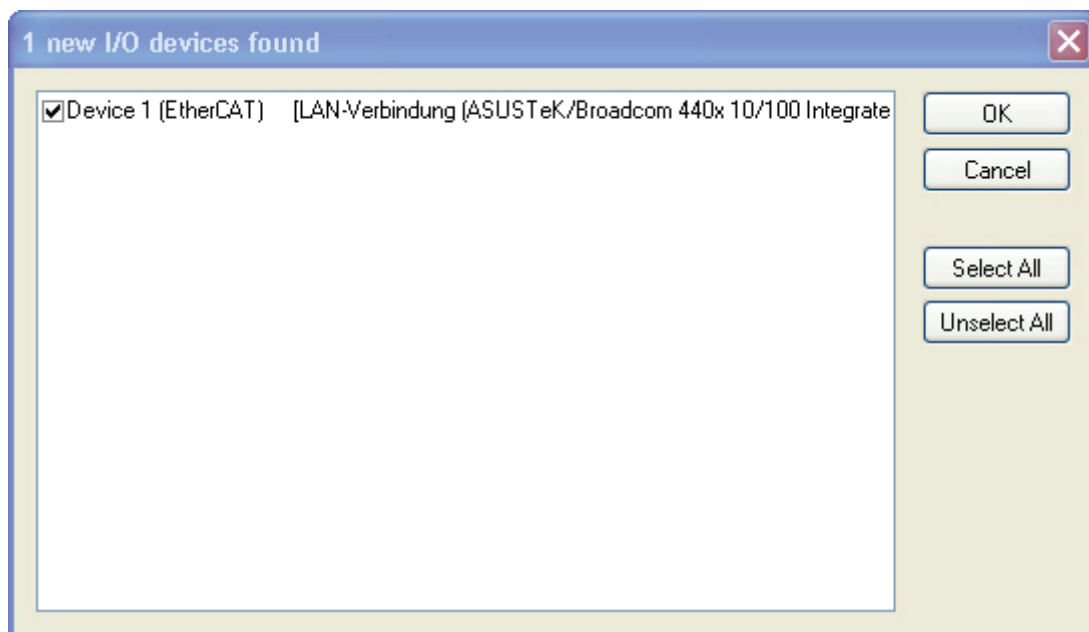 1 new I/O devices found
Device 1 (EtherCAT) [LAN-Verbindung (ASUSTeK/Broadcom 440x 10/100 Integrate
OK
Cancel
Select All
Unselect All